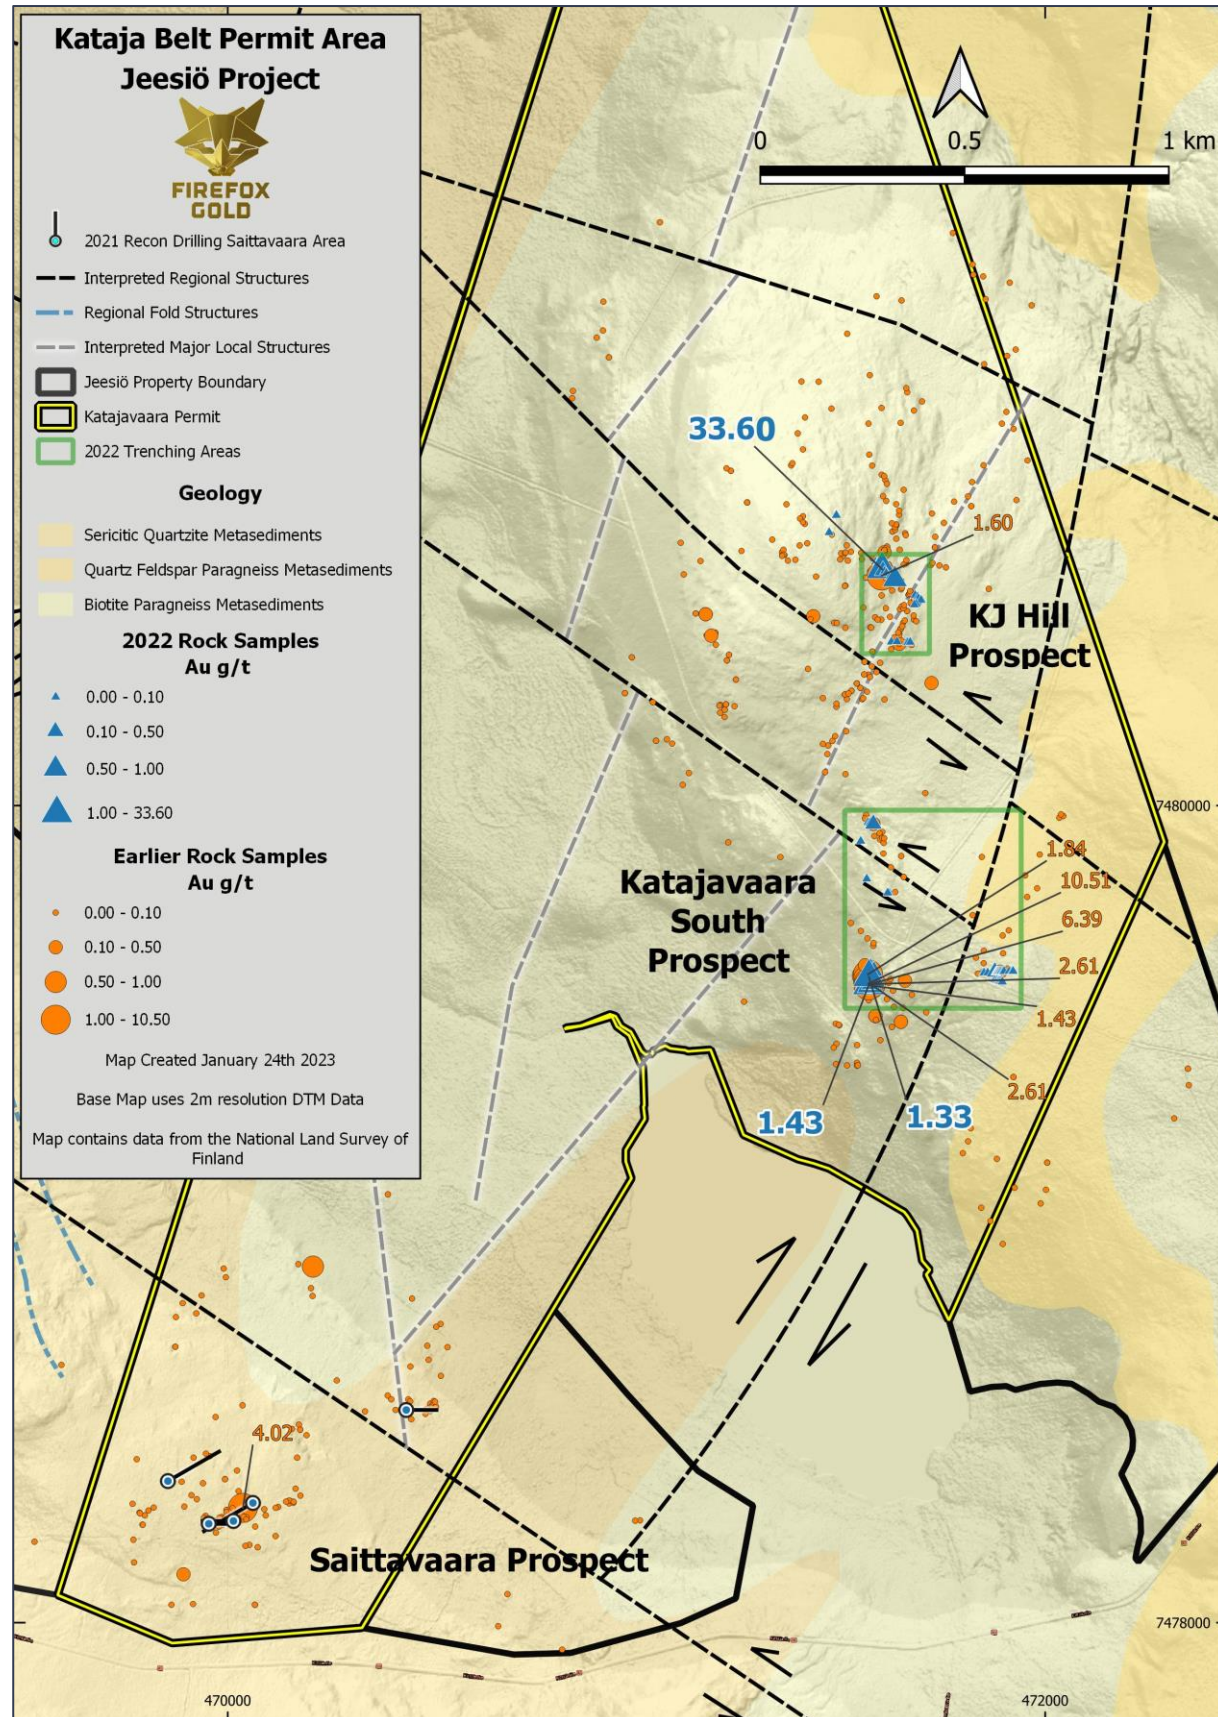 Kataja Belt Permit Area
Jeesiö Project
FIREFOX
GOLD
2021 Recon Drilling Saittavaara Area
Interpreted Regional Structures
Regional Fold Structures
Interpreted Major Local Structures
Jeesiö Property Boundary
Katajavaara Permit
2022 Trenching Areas
Geology
Sericitic Quartzite Metasediments
Quartz Feldspar Paragneiss Metasediments
Biotite Paragneiss Metasediments
2022 Rock Samples
Au g/t
0.00 - 0.10
0.10 - 0.50
0.50 - 1.00
1.00 - 33.60
Earlier Rock Samples
Au g/t
0.00 - 0.10
0.10 - 0.50
0.50 - 1.00
1.00 - 10.50
Map Created January 24th 2023
Base Map uses 2m resolution DTM Data
Map contains data from the National Land Survey of
Finland
0 0.5 1 km
33.60
1.60
KJ Hill
Prospect
7480000
1.84
10.51
6.39
2.61
1.43
2.61
Katajavaara
South
Prospect
1.43
1.33
4.02
Saittavaara Prospect
7478000
470000
472000